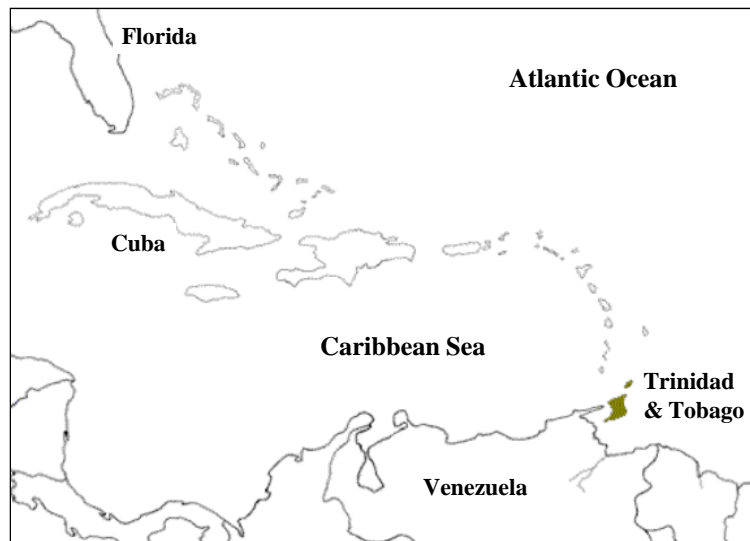 Florida
Atlantic Ocean
Cuba
Caribbean Sea
Trinidad
& Tobago
Venezuela